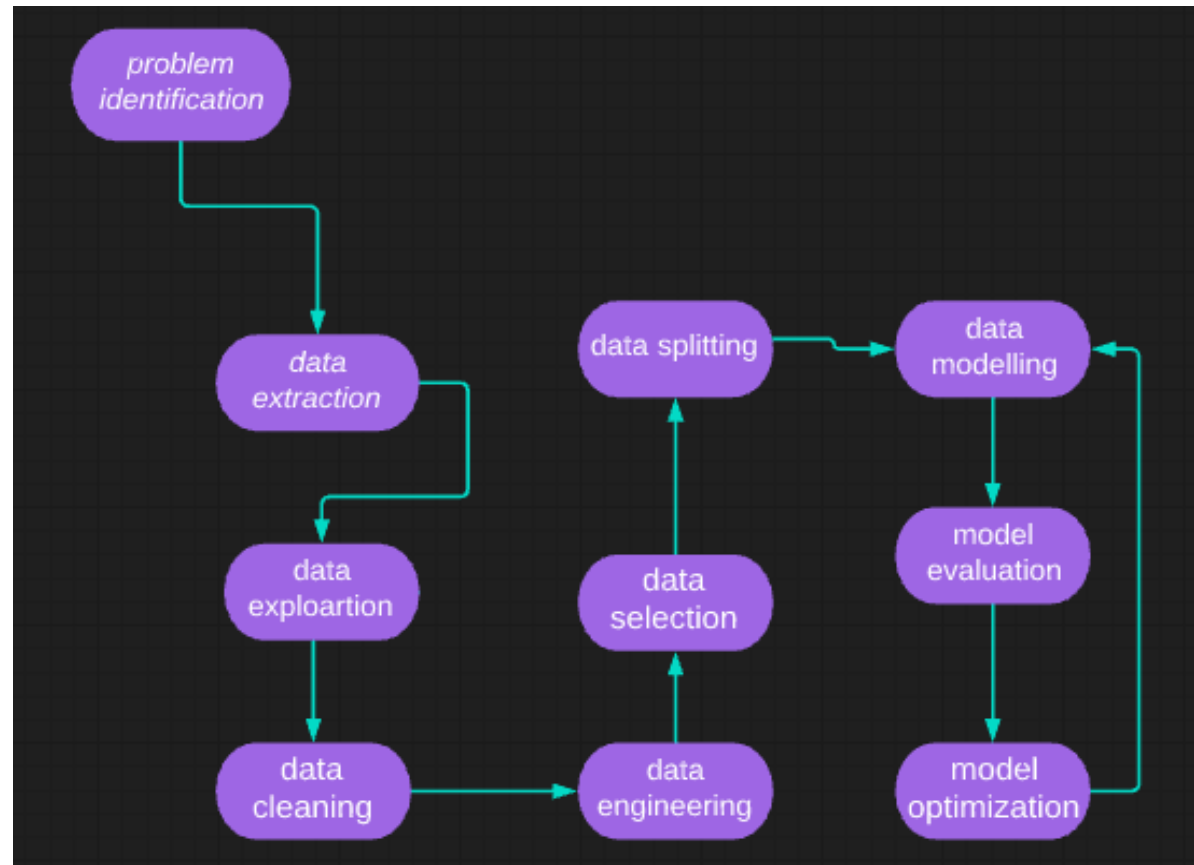 problem
identification
data
extraction
data
exploartion
data
cleaning
data
engineering
data
selection
data splitting
data
modelling
model
evaluation
model
optimization